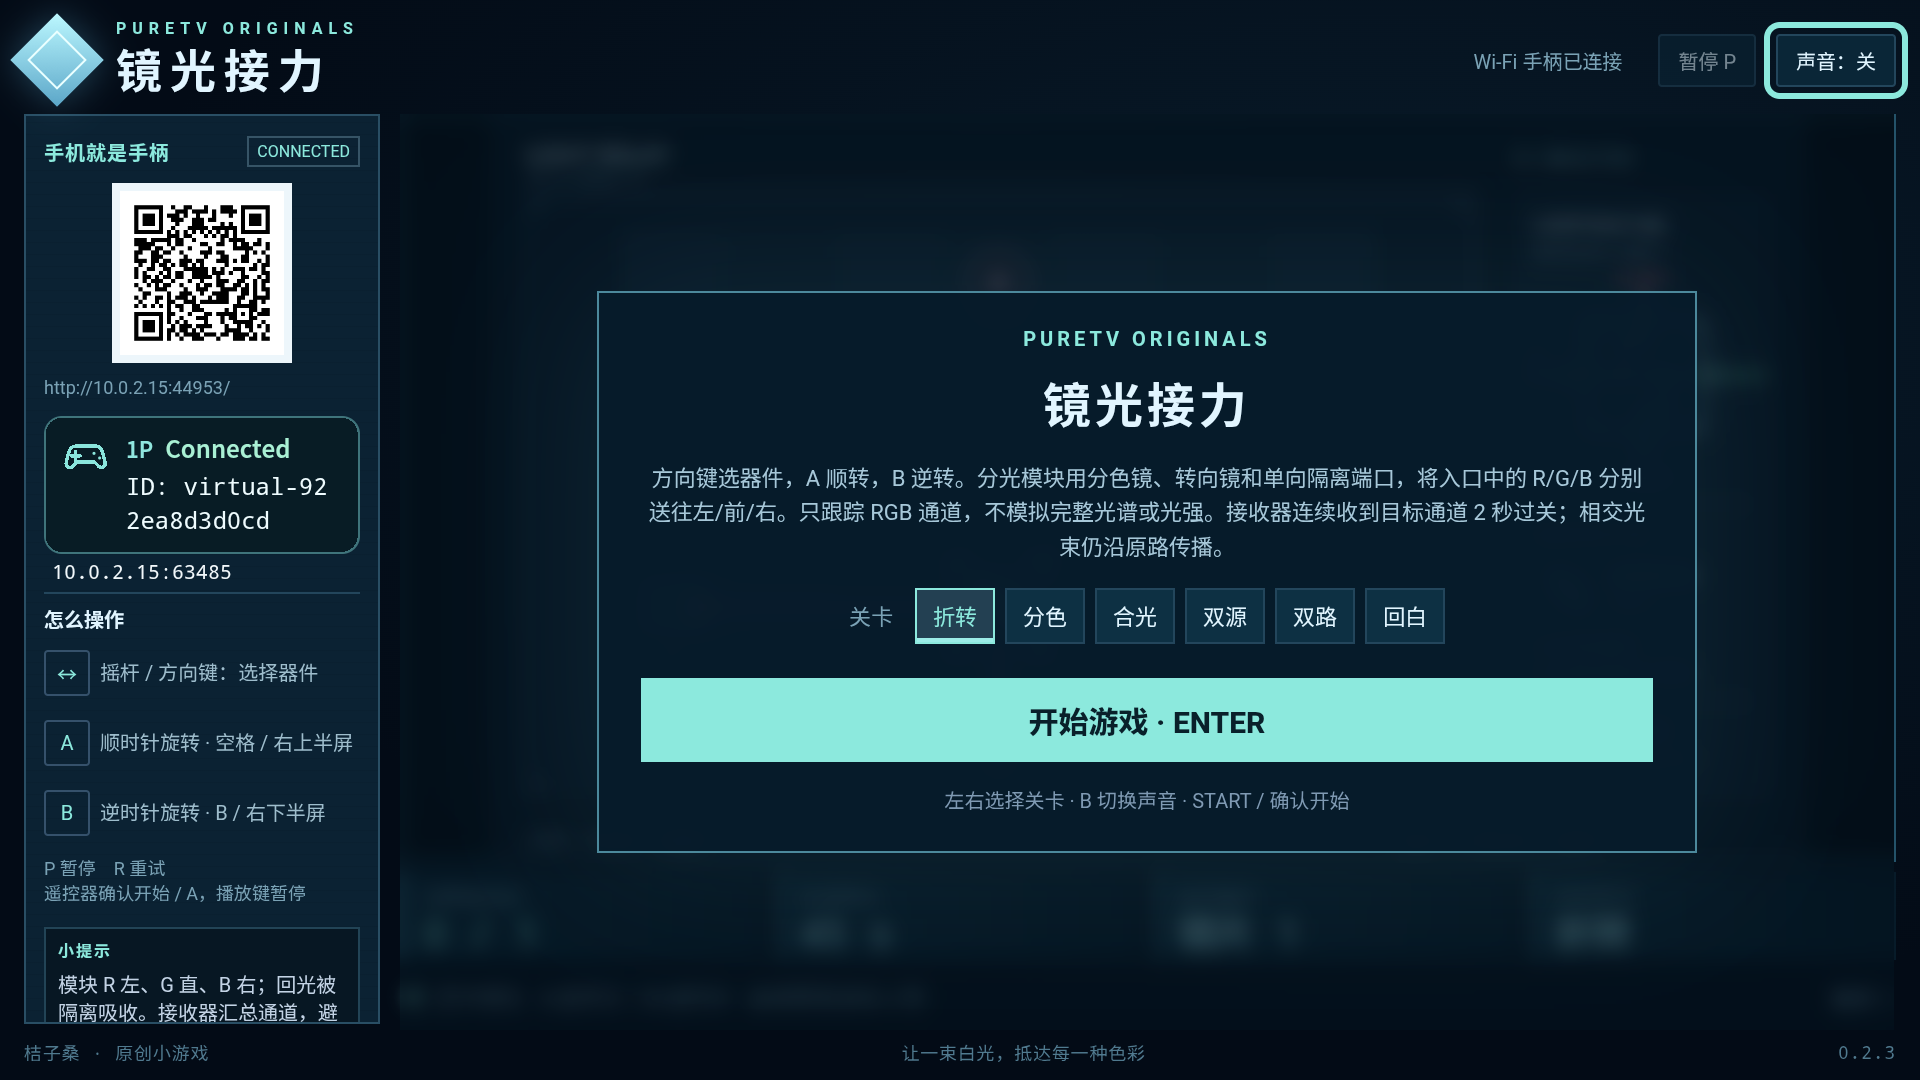 PURETV ORIGINALS
镜光接力
Wi-Fi 手柄已连接
暂停 P
声音：关
手机就是手柄
CONNECTED
http://10.0.2.15:44953/
1P Connected
ID: virtual-92
2ea8d3d0cd
10.0.2.15:63485
怎么操作
↔ 摇杆 / 方向键：选择器件
A 顺时针旋转 · 空格 / 右上半屏
B 逆时针旋转 · B / 右下半屏
P 暂停 R 重试
遥控器确认开始 / A，播放键暂停
小提示
模块 R 左、G 直、B 右；回光被
隔离吸收。接收器汇总通道，避
PURETV ORIGINALS
镜光接力
方向键选器件，A 顺转，B 逆转。分光模块用分色镜、转向镜和单向隔离端口，将入口中的 R/G/B 分别
送往左/前/右。只跟踪 RGB 通道，不模拟完整光谱或光强。接收器连续收到目标通道 2 秒过关；相交光
束仍沿原路传播。
关卡 折转 分色 合光 双源 双路 回白
开始游戏 · ENTER
左右选择关卡 · B 切换声音 · START / 确认开始
桔子桑 · 原创小游戏
让一束白光，抵达每一种色彩
0.2.3